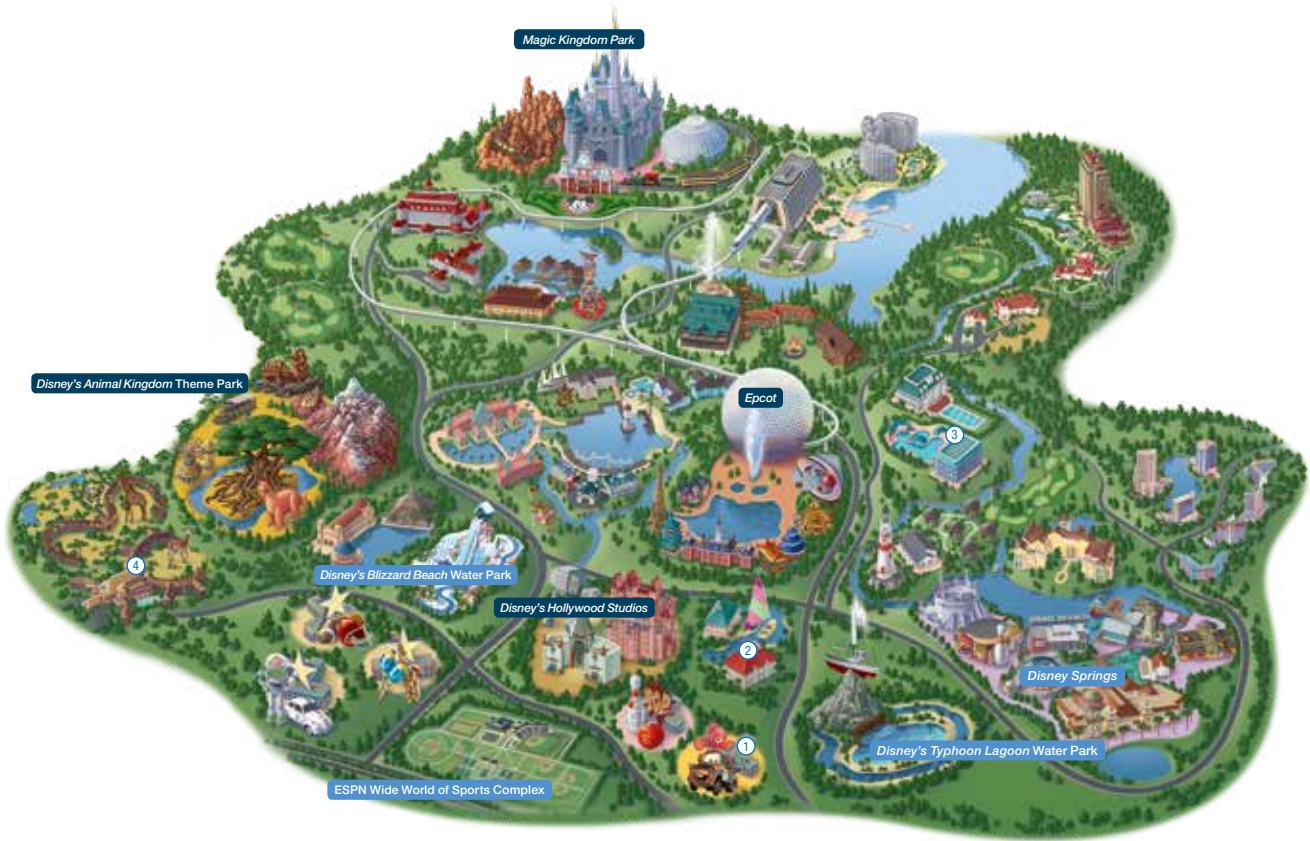 Magic Kingdom Park
Disney's Animal Kingdom Theme Park
Epcot
3
4
Disney's Blizzard Beach Water Park
Disney's Hollywood Studios
2
Disney Springs
1
Disney's Typhoon Lagoon Water Park
ESPN Wide World of Sports Complex